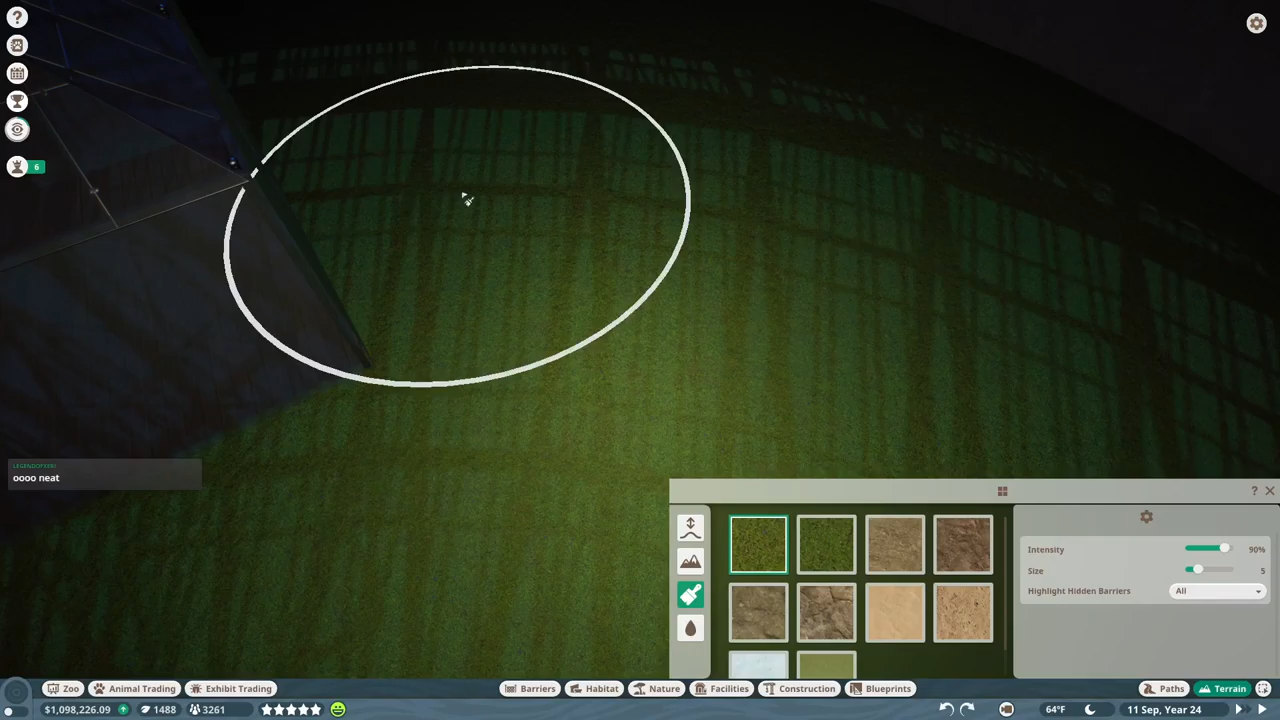 ?
6
LEGENDOFERBI
oooo neat
?
Intensity 90%
Size 5
Highlight Hidden Barriers All
Zoo Animal Trading Exhibit Trading Barriers Habitat Nature Facilities Construction Blueprints Paths Terrain
$1,098,226.09 1488 3261 64°F 11 Sep, Year 24